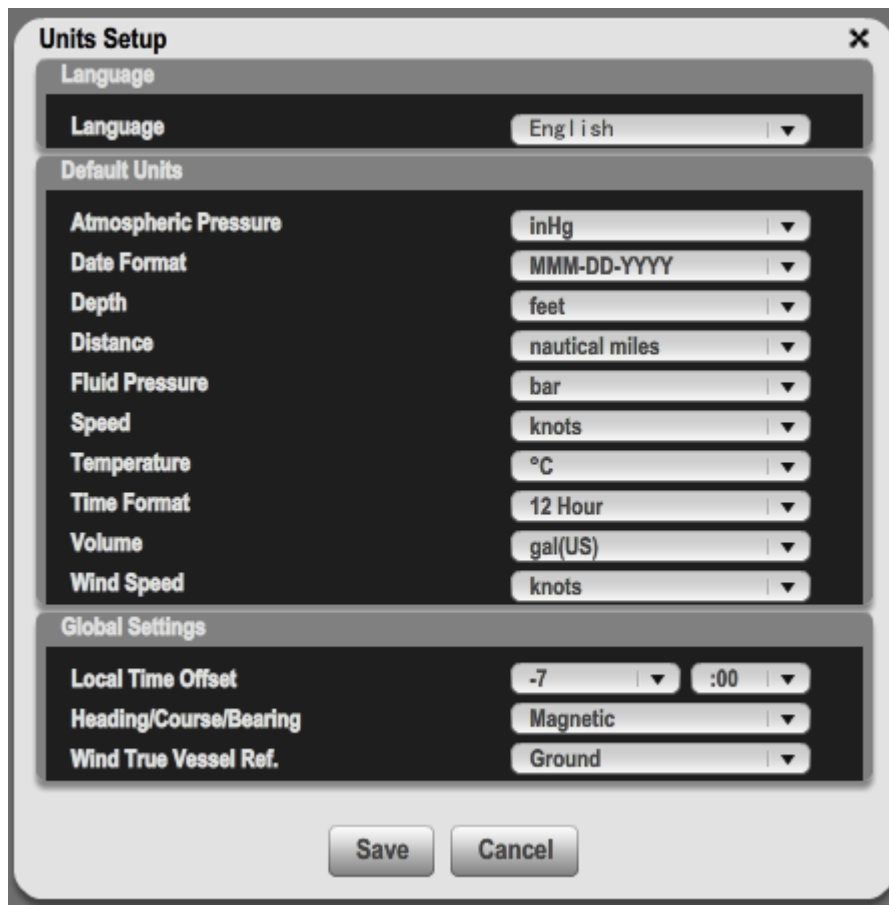 Units Setup
Language
Language English
Default Units
Atmospheric Pressure inHg
Date Format MMM-DD-YYYY
Depth feet
Distance nautical miles
Fluid Pressure bar
Speed knots
Temperature °C
Time Format 12 Hour
Volume gal(US)
Wind Speed knots
Global Settings
Local Time Offset -7 :00
Heading/Course/Bearing Magnetic
Wind True Vessel Ref. Ground
Save Cancel